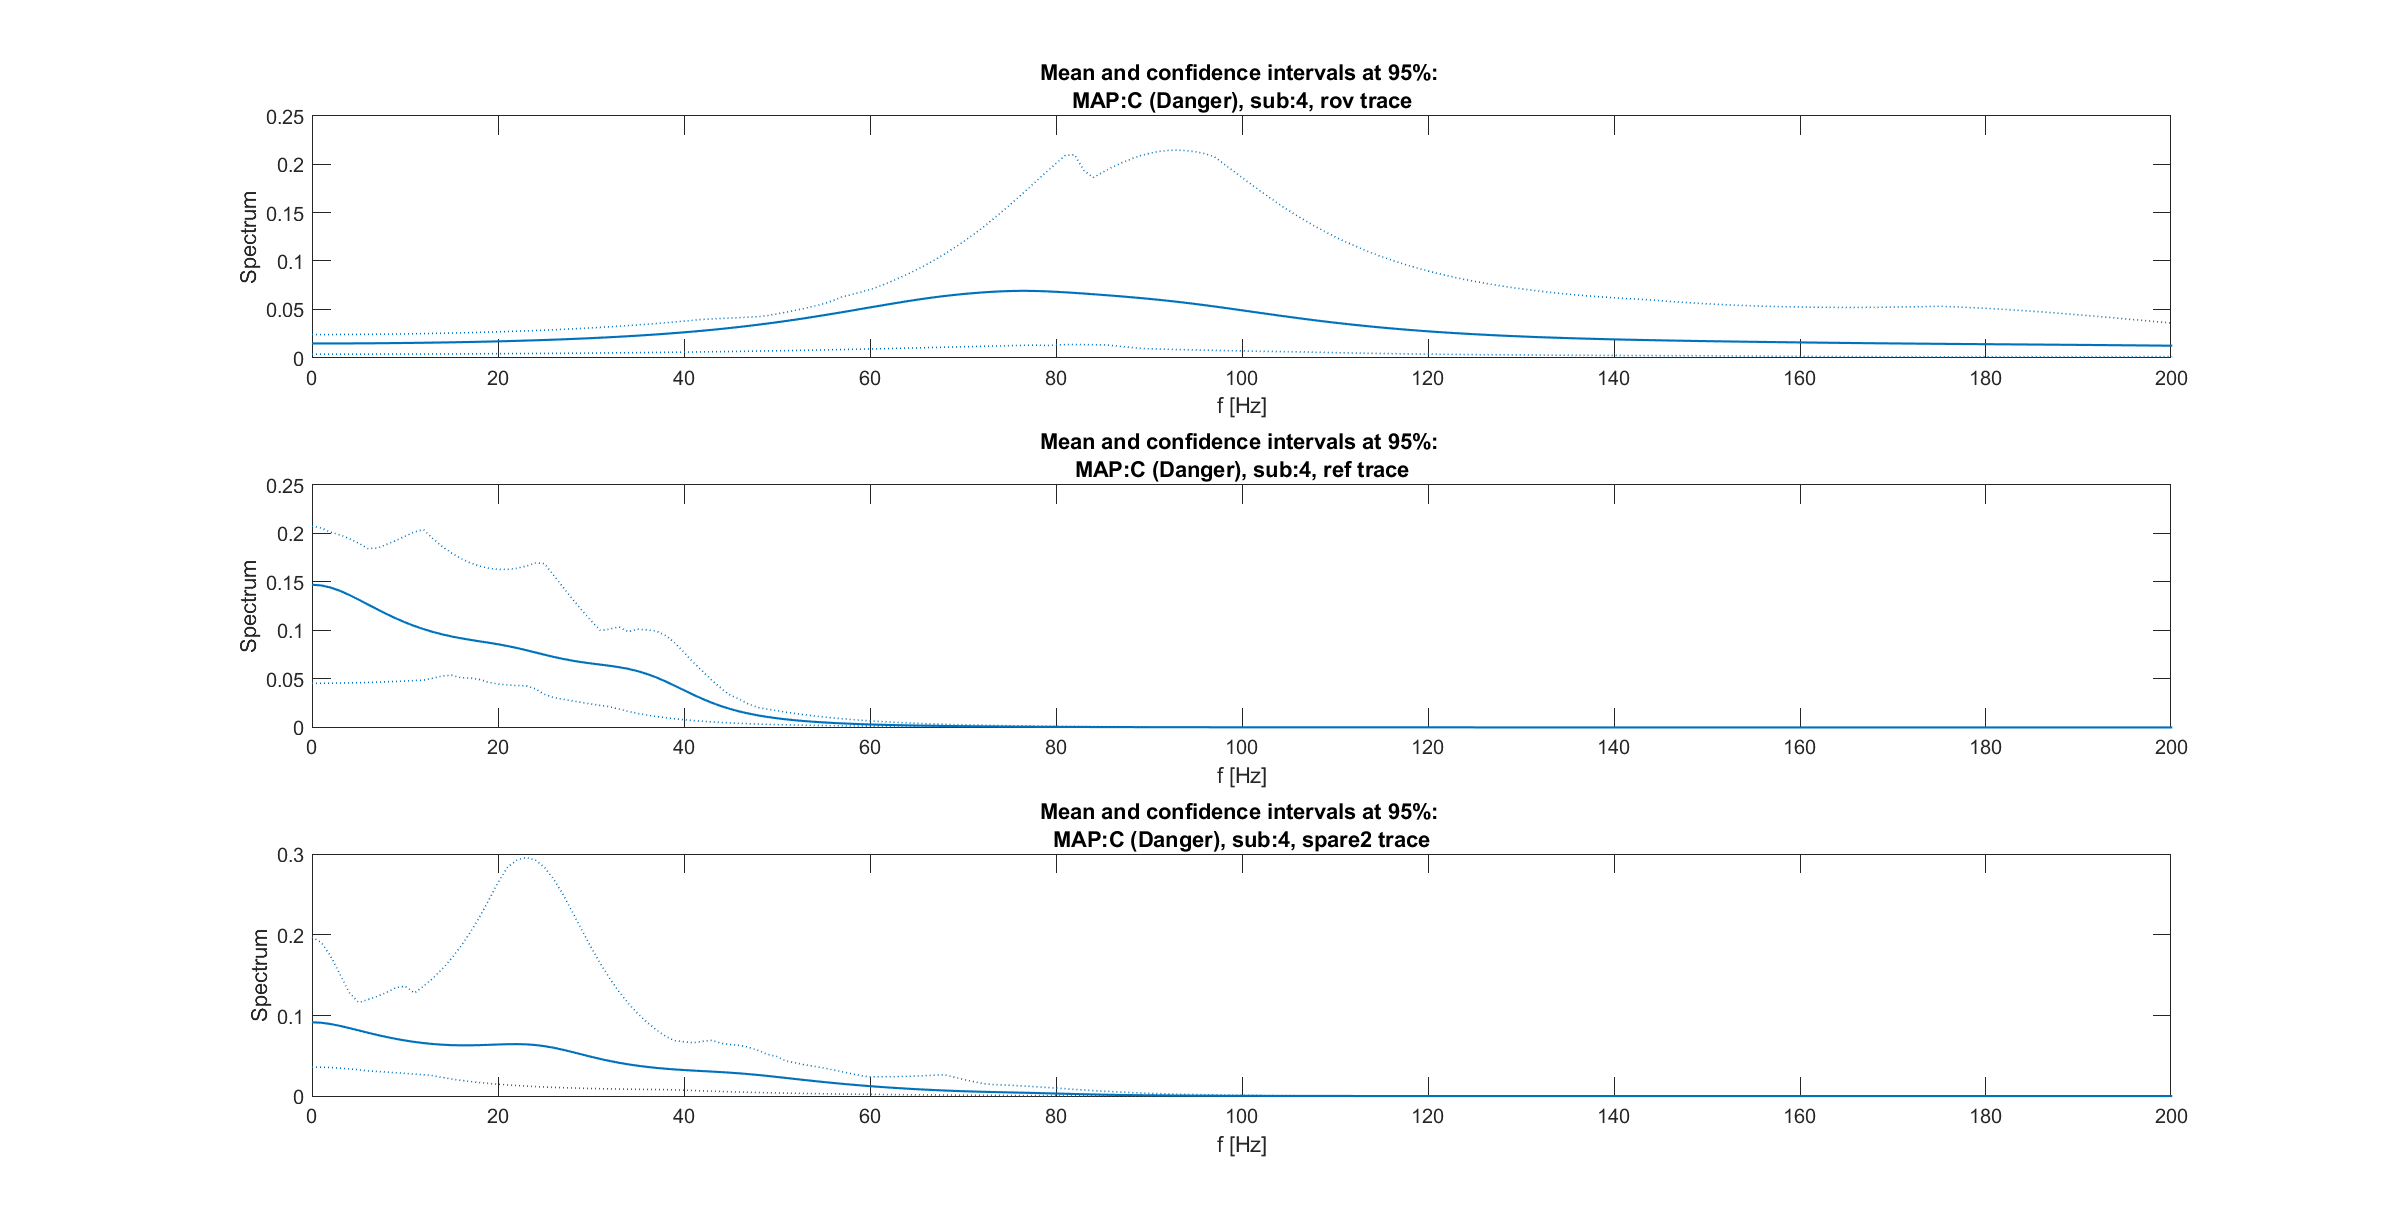 Mean and confidence intervals at 95%:
MAP:C (Danger), sub:4, rov trace
0.25
0.2
0.15
0.1
0.05
0
Spectrum
0 20 40 60 80 100 120 140 160 180 200
f [Hz]
Mean and confidence intervals at 95%:
MAP:C (Danger), sub:4, ref trace
0.25
0.2
0.15
0.1
0.05
0
Spectrum
0 20 40 60 80 100 120 140 160 180 200
f [Hz]
Mean and confidence intervals at 95%:
MAP:C (Danger), sub:4, spare2 trace
0.3
0.2
0.1
0
Spectrum
0 20 40 60 80 100 120 140 160 180 200
f [Hz]